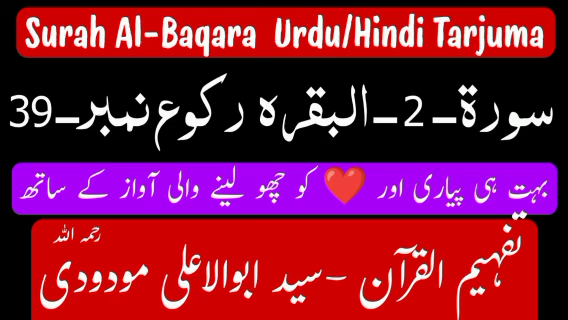 Surah Al-Baqara Urdu/Hindi Tarjuma
سورۃ-2-البقرہ رکوع نمبر-39
بہت ہی پیاری اور ❤️ کو چھو لینے والی آواز کے ساتھ
رحمہ اللہ
تفہیم القرآن -سید ابوالاعلی مودودی